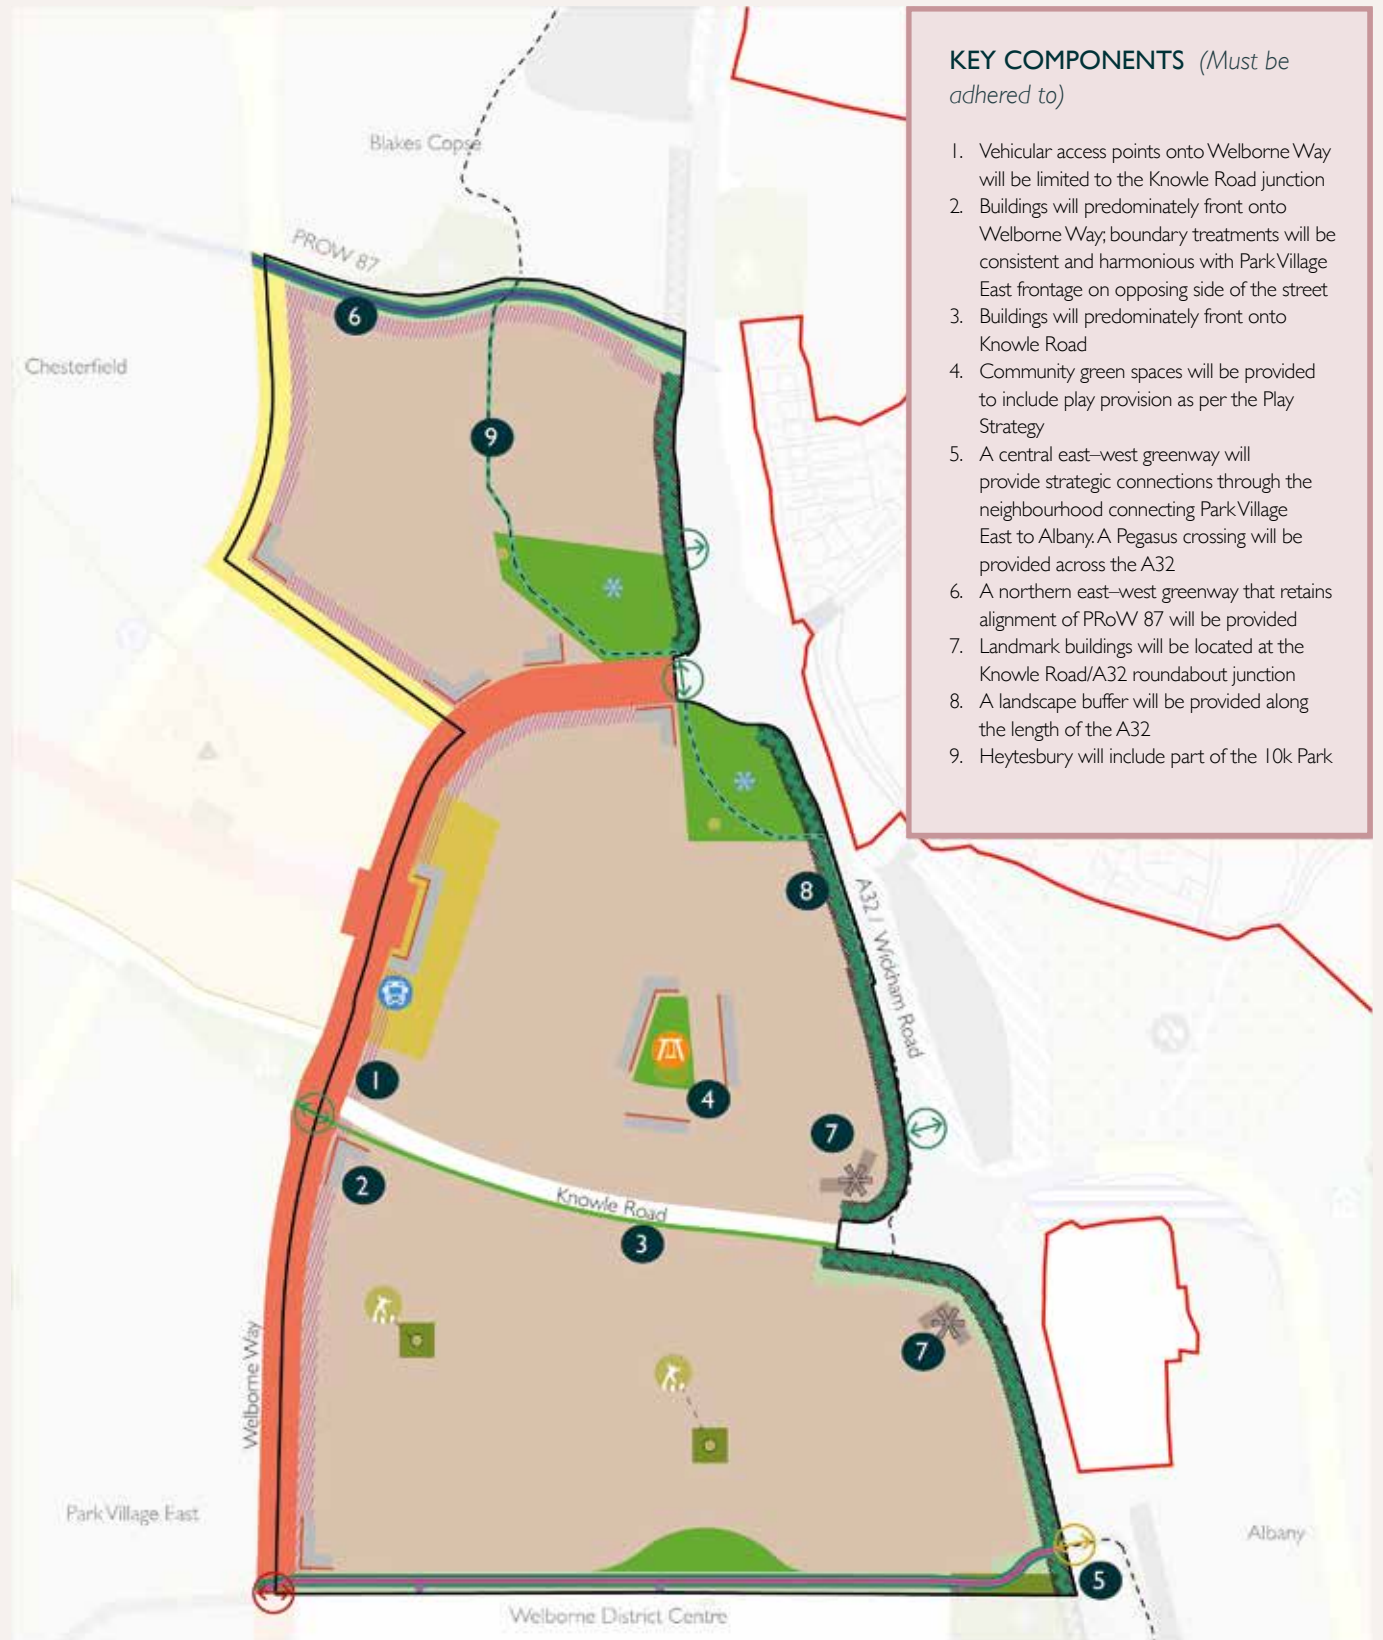 KEY COMPONENTS (Must be
adhered to)
1. Vehicular access points onto Welborne Way
will be limited to the Knowle Road junction
2. Buildings will predominately front onto
Welborne Way; boundary treatments will be
consistent and harmonious with Park Village
East frontage on opposing side of the street
3. Buildings will predominately front onto
Knowle Road
4. Community green spaces will be provided
to include play provision as per the Play
Strategy
5. A central east–west greenway will
provide strategic connections through the
neighbourhood connecting Park Village
East to Albany. A Pegasus crossing will be
provided across the A32
6. A northern east–west greenway that retains
alignment of PRoW 87 will be provided
7. Landmark buildings will be located at the
Knowle Road/A32 roundabout junction
8. A landscape buffer will be provided along
the length of the A32
9. Heytesbury will include part of the 10k Park
Blakes Copse
PROW 87
6
Chesterfield
9
8
A32 / Wickham Road
1
4
7
2
Knowle Road
3
7
Welborne Way
Park Village East
Albany
5
Welborne District Centre